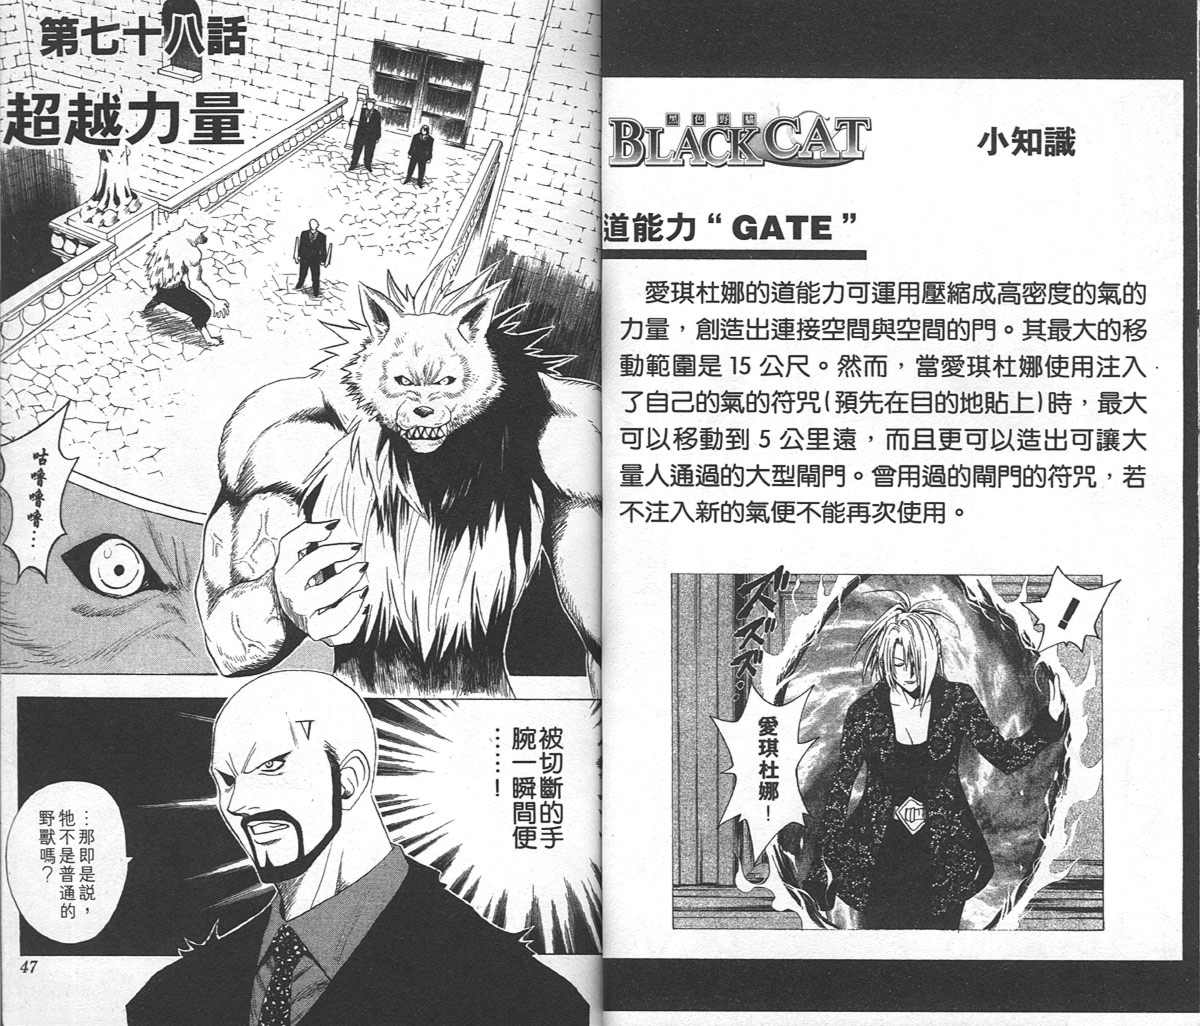 黑色野貓
BLACK CAT
小知識
道能力“GATE”
愛琪杜娜的道能力可運用壓縮成高密度的氣的
力量，創造出連接空間與空間的門。其最大的移
動範圍是15公尺。然而，當愛琪杜娜使用注入
了自己的氣的符咒(預先在目的地貼上)時，最大
可以移動到5公里遠，而且更可以造出可讓大
量人通過的大型閘門。曾用過的閘門的符咒，若
不注入新的氣便不能再次使用。
！
ズズズ…
愛琪杜娜！
第七十八話
超越力量
咕嚕嚕嚕…
被切斷的手
腕一瞬間便
……！
…那即是說，
牠不是普通的
野獸嗎？
47